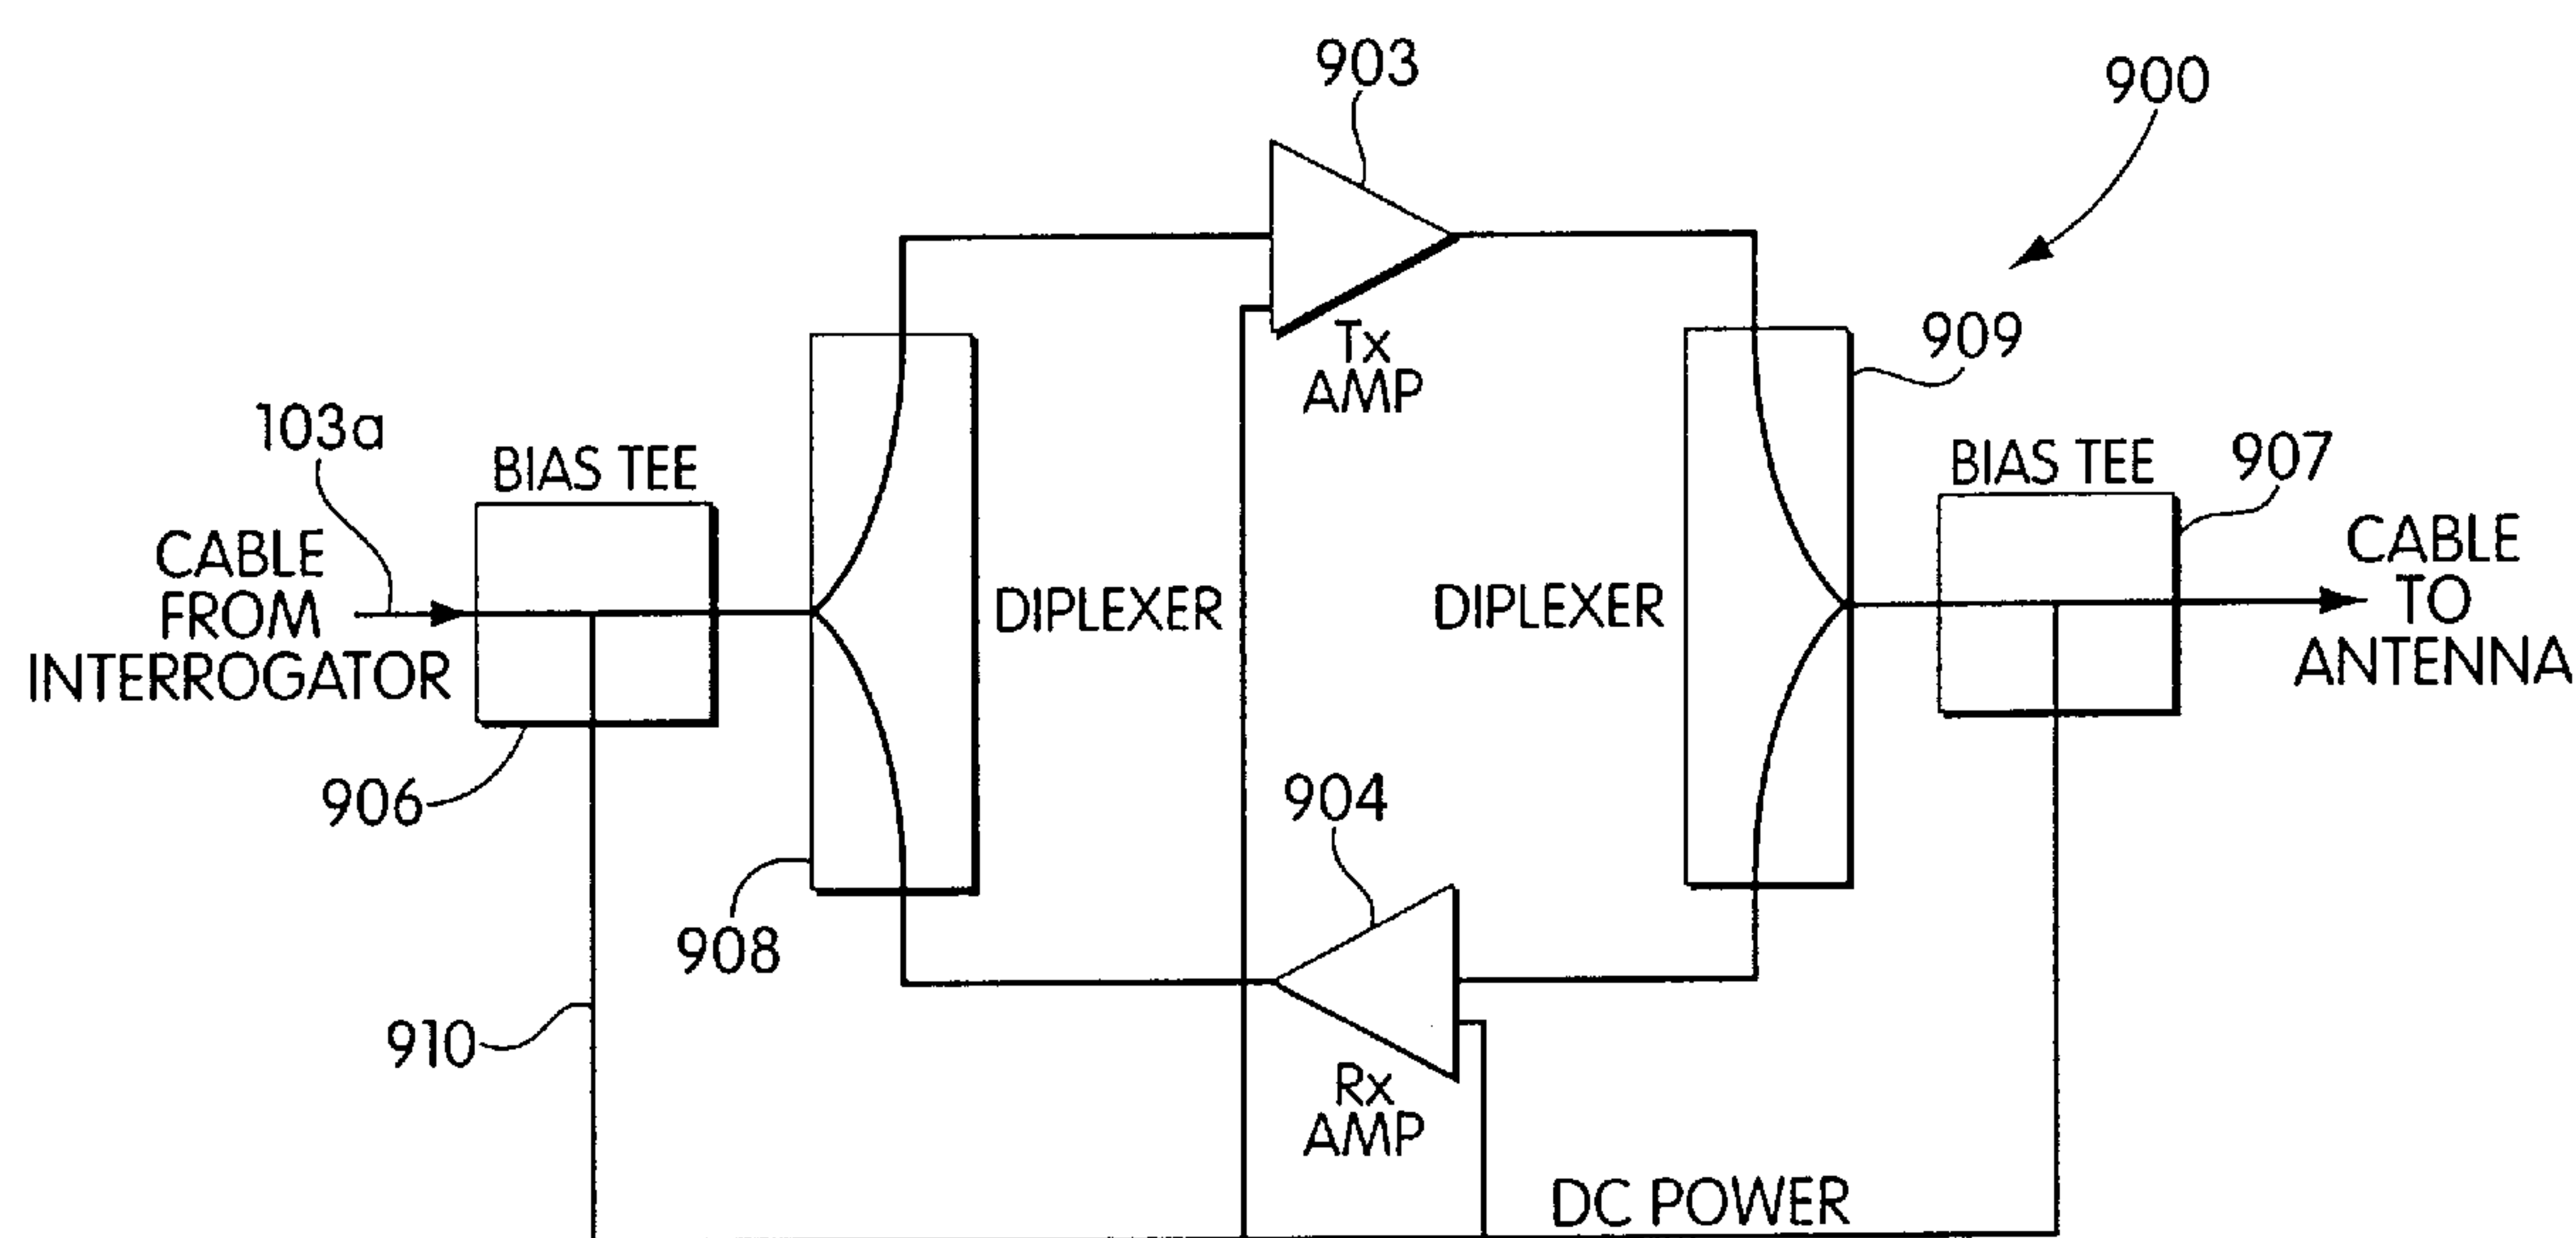 903
900
Tx
AMP
909
103a
BIAS TEE
BIAS TEE
907
CABLE
FROM
INTERROGATOR
DIPLEXER
DIPLEXER
CABLE
TO
ANTENNA
906
904
908
910
Rx
AMP
DC POWER